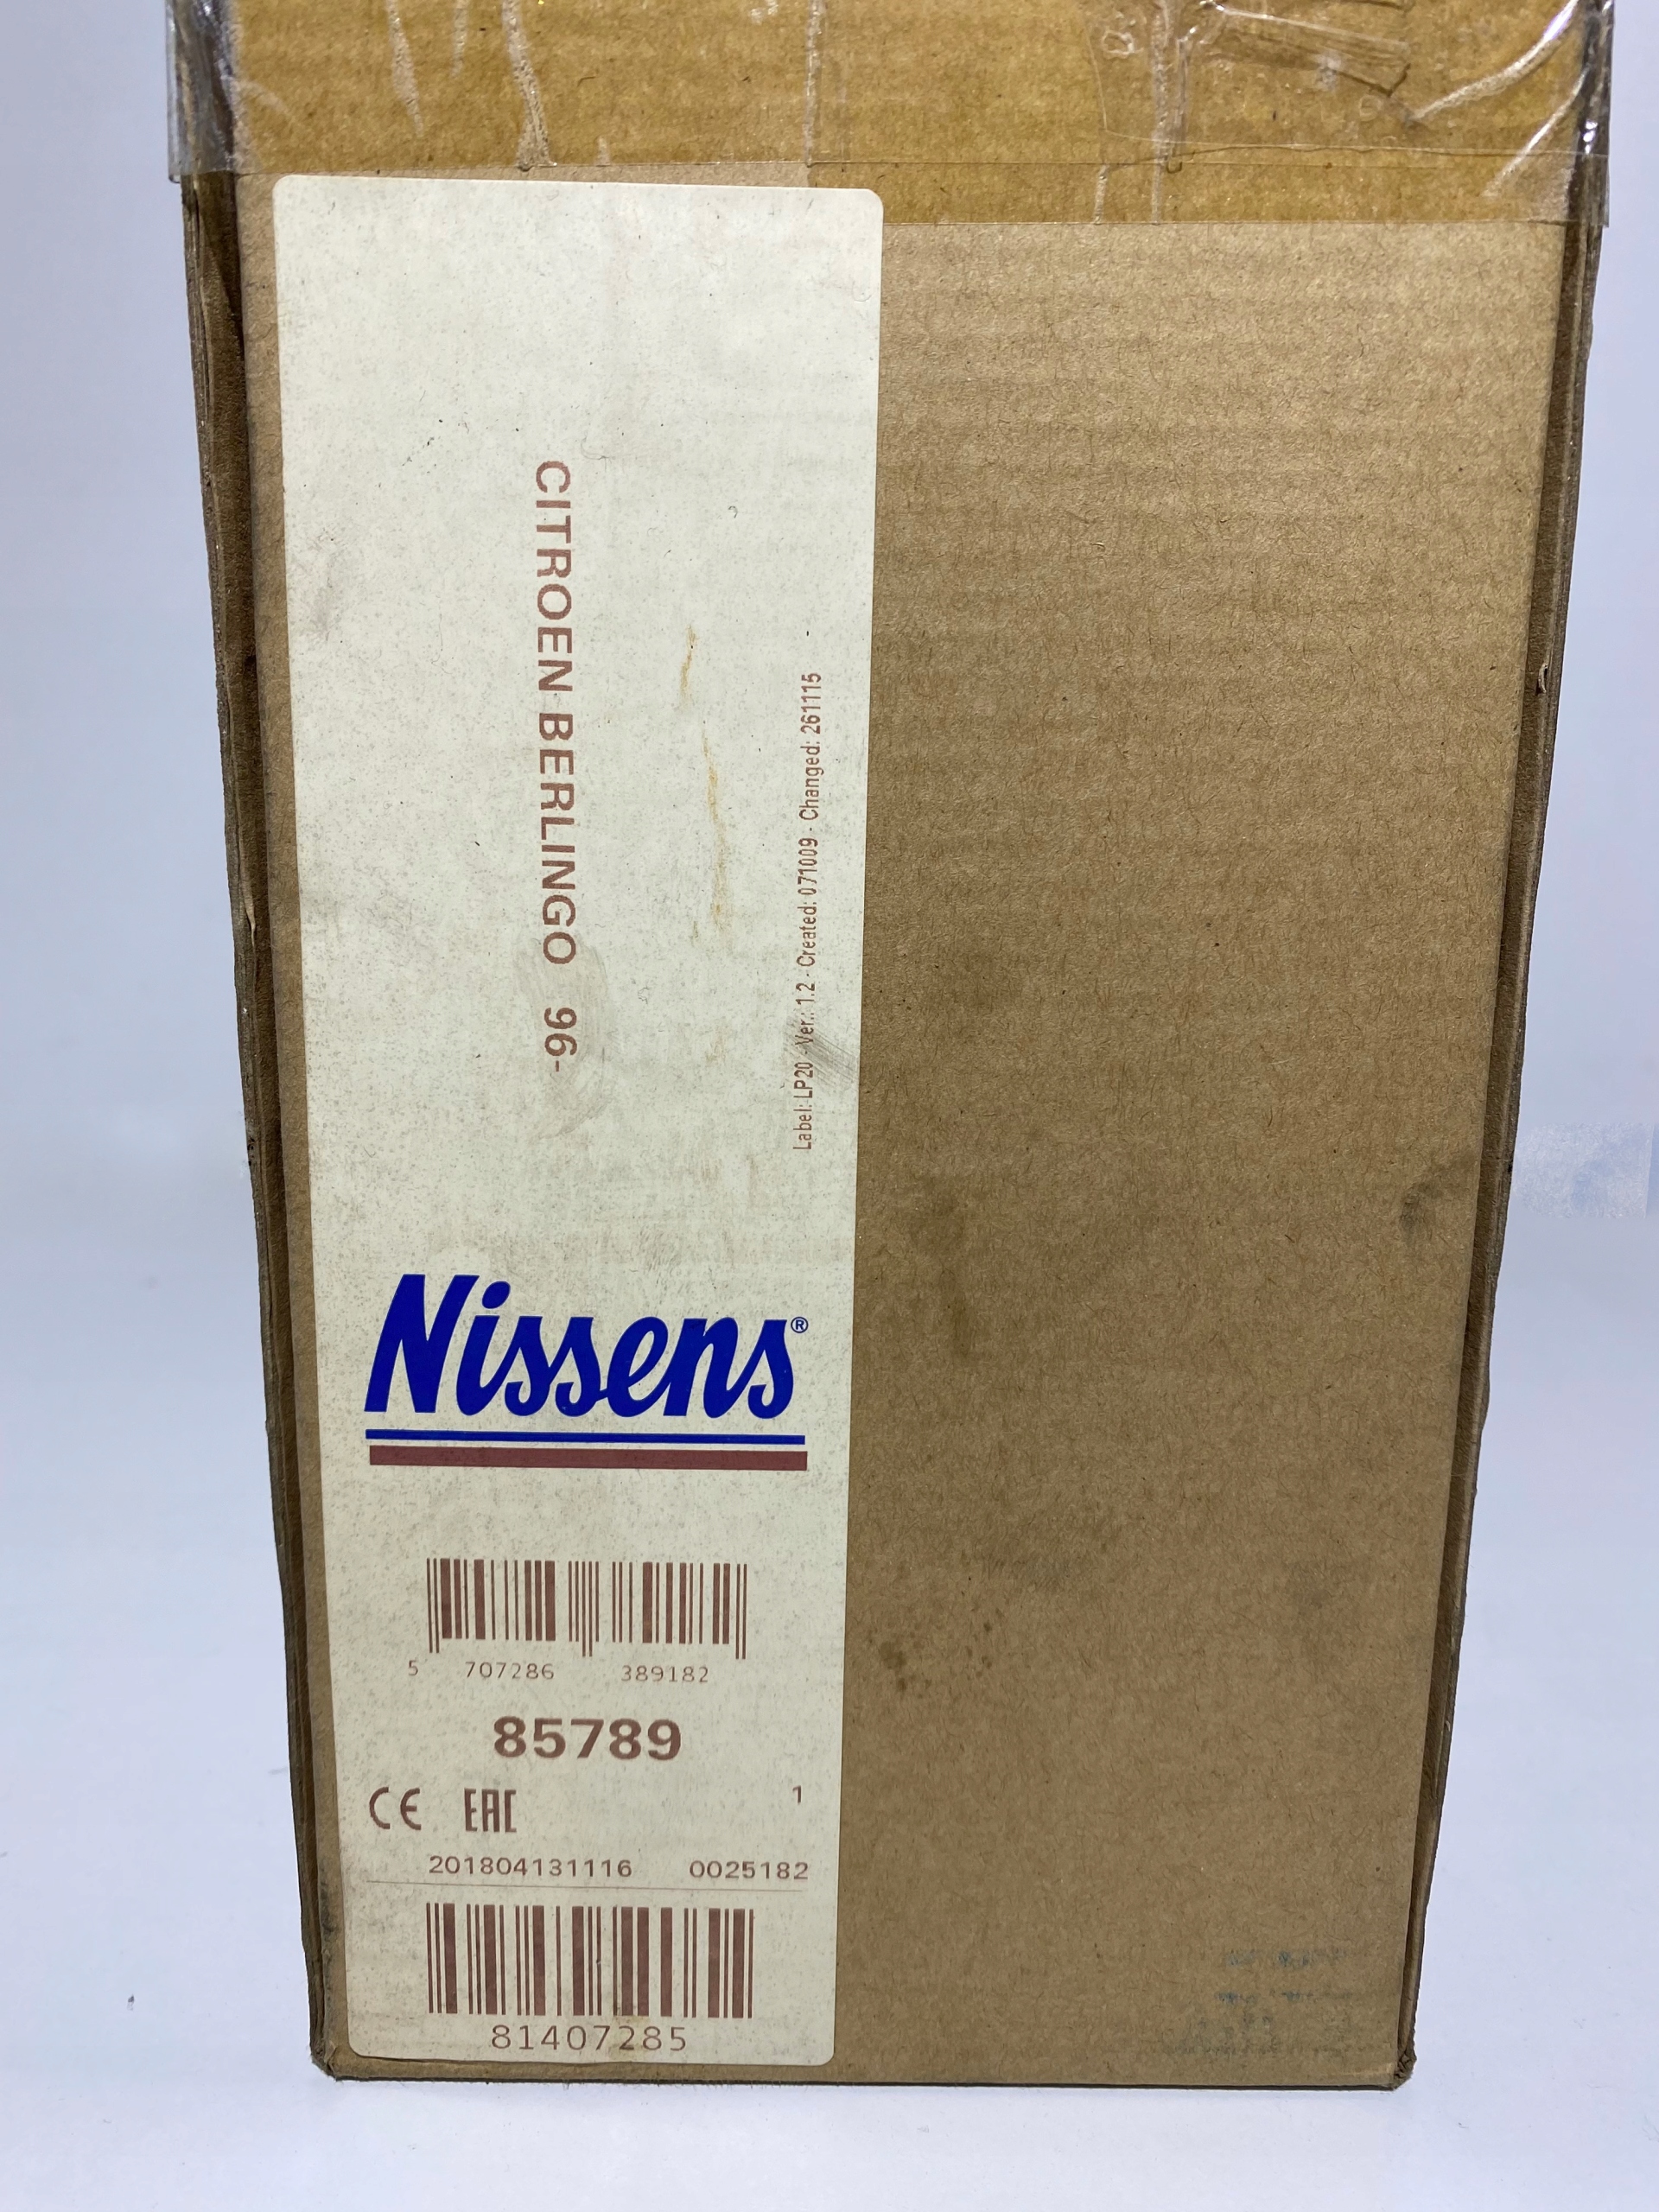 CITROEN BERLINGO 96-
Label: LP20 - Ver.: 1.2 - Created: 071009 - Changed: 261115 -
Nissens®
5 707286 389182
85789
CE EAC 1
201804131116 0025182
81407285